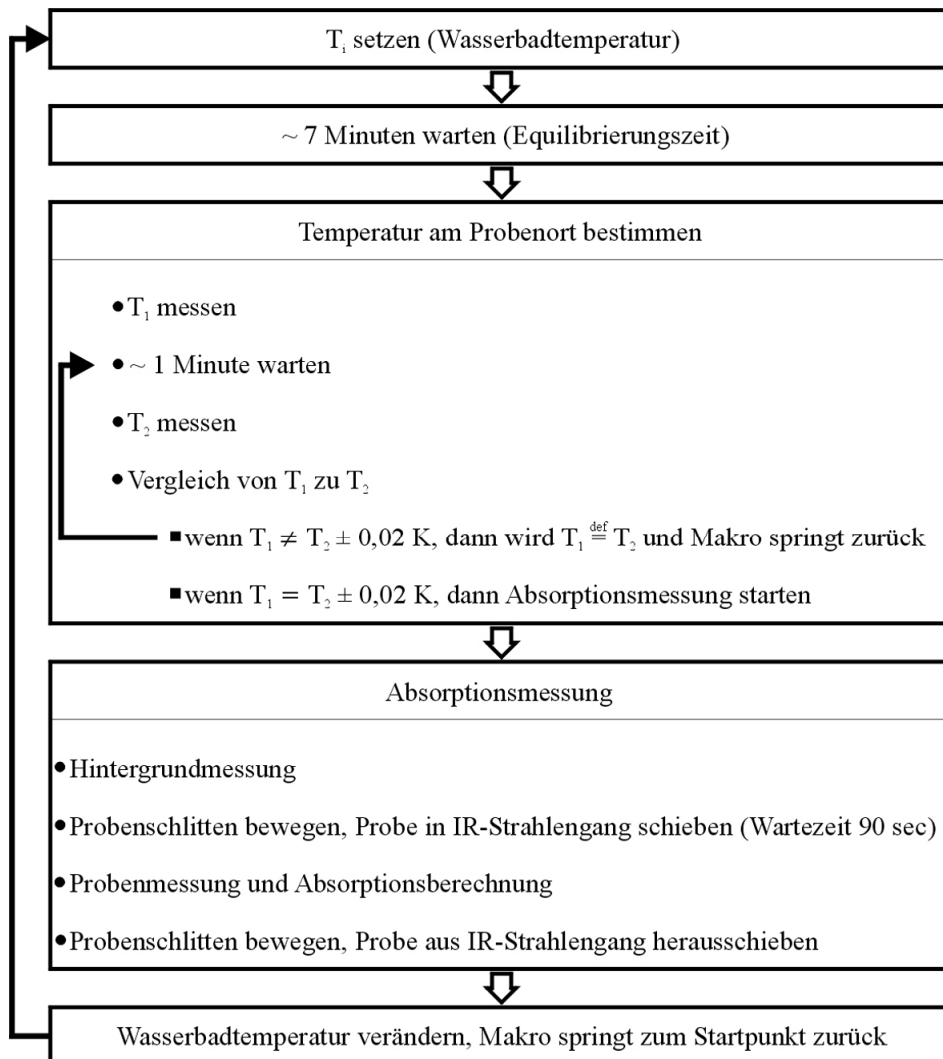 Tᵢ setzen (Wasserbadtemperatur)
~ 7 Minuten warten (Equilibrierungszeit)
Temperatur am Probenort bestimmen
● T₁ messen
● ~ 1 Minute warten
● T₂ messen
● Vergleich von T₁ zu T₂
■ wenn T₁ ≠ T₂ ± 0,02 K, dann wird T₁ ≝ T₂ und Makro springt zurück
■ wenn T₁ = T₂ ± 0,02 K, dann Absorptionsmessung starten
Absorptionsmessung
● Hintergrundmessung
● Probenschlitten bewegen, Probe in IR-Strahlengang schieben (Wartezeit 90 sec)
● Probenmessung und Absorptionsberechnung
● Probenschlitten bewegen, Probe aus IR-Strahlengang herausschieben
Wasserbadtemperatur verändern, Makro springt zum Startpunkt zurück